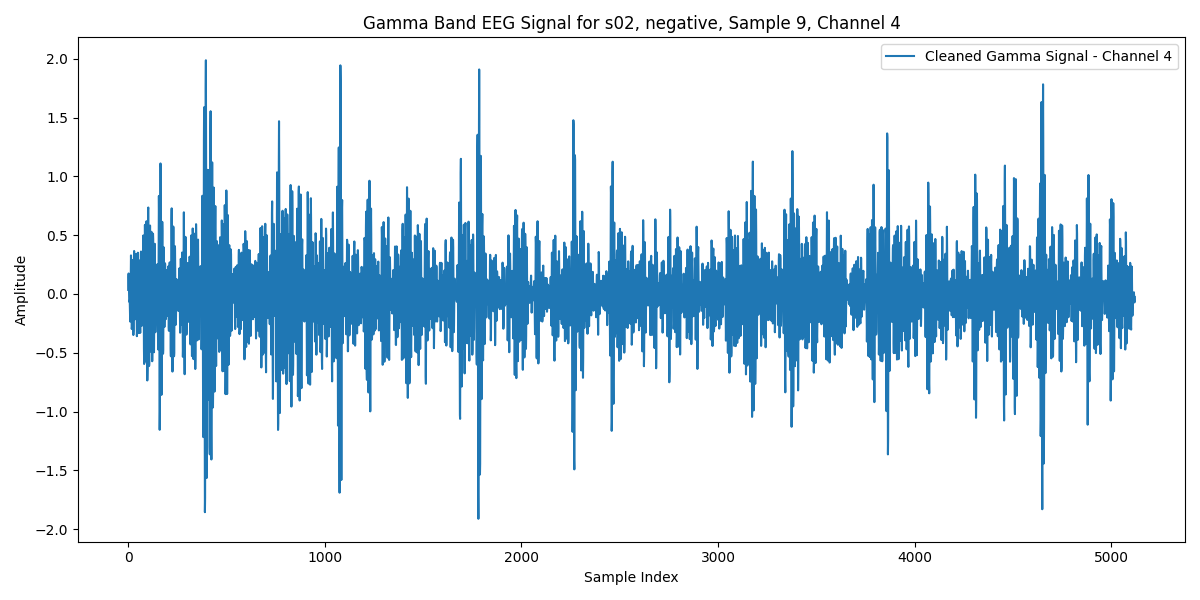 Gamma Band EEG Signal for s02, negative, Sample 9, Channel 4
Cleaned Gamma Signal - Channel 4
2.0
1.5
1.0
0.5
0.0
−0.5
−1.0
−1.5
−2.0
Amplitude
0 1000 2000 3000 4000 5000
Sample Index